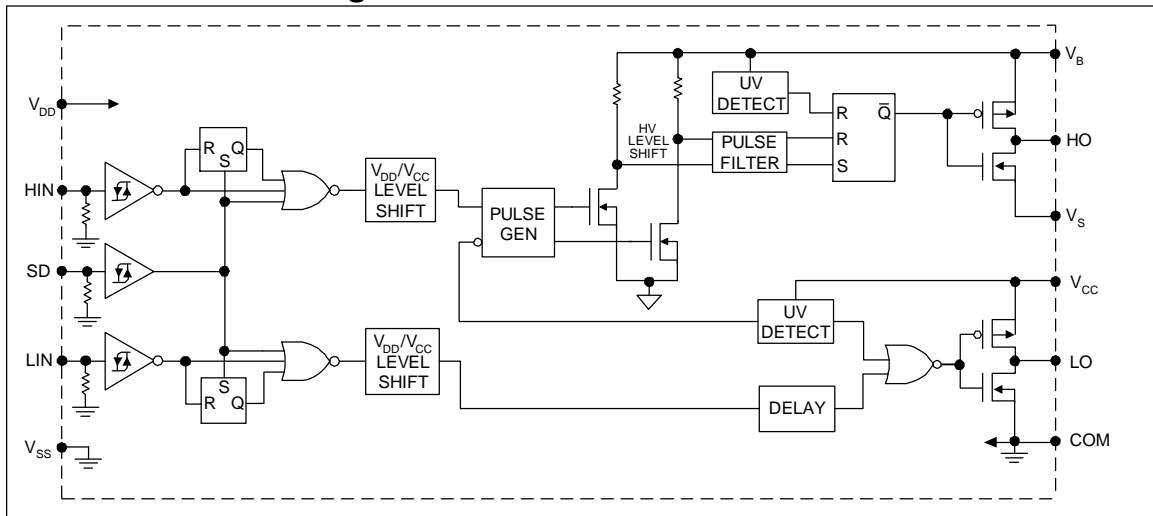 V_B
UV
DETECT
V_DD
R
Q̅
HV
LEVEL
SHIFT
R
PULSE
FILTER
S
HO
R
Q
S
HIN
V_DD/V_CC
LEVEL
SHIFT
PULSE
GEN
V_S
SD
V_CC
UV
DETECT
LIN
V_DD/V_CC
LEVEL
SHIFT
LO
S
R
Q
DELAY
V_SS
COM